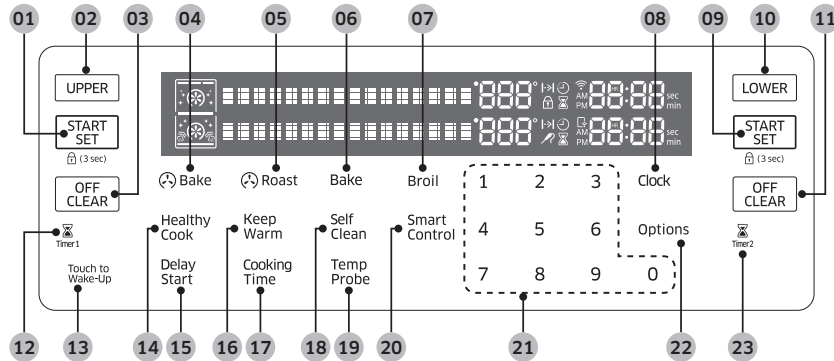 01 02 03 04 05 06 07 08 09 10 11
UPPER
START
SET
(3 sec)
OFF
CLEAR
Timer1
Touch to
Wake-Up
888° AM PM 88:88 HR sec min
888° AM PM 88:88 HR sec min
Bake
Roast
Bake
Broil
Healthy
Cook
Keep
Warm
Self
Clean
Smart
Control
Delay
Start
Cooking
Time
Temp
Probe
1 2 3
4 5 6
7 8 9 0
Clock
Options
LOWER
START
SET
(3 sec)
OFF
CLEAR
Timer2
12 13 14 15 16 17 18 19 20 21 22 23